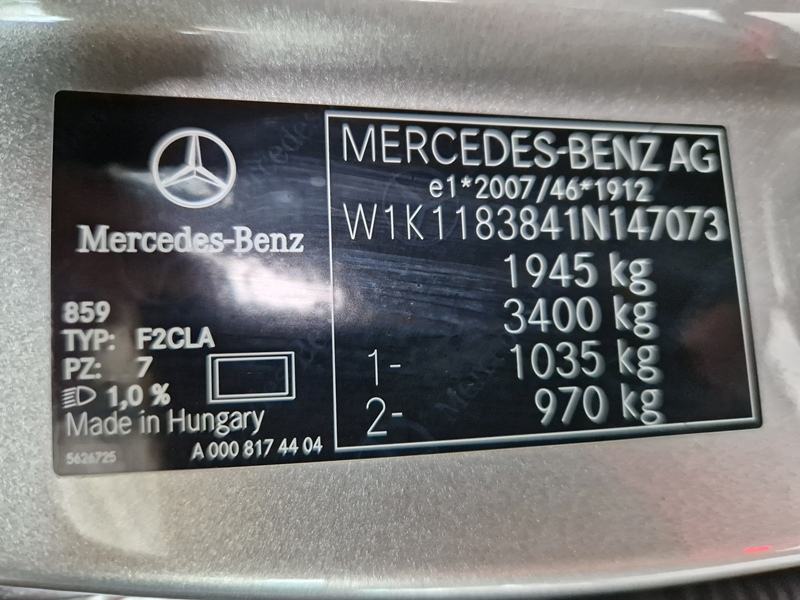 Mercedes-Benz
859
TYP: F2CLA
PZ: 7
1,0 %
Made in Hungary
5626725
A 000 817 44 04
MERCEDES-BENZ AG
e1*2007/46*1912
W1K1183841N147073
1945 kg
3400 kg
1- 1035 kg
2- 970 kg